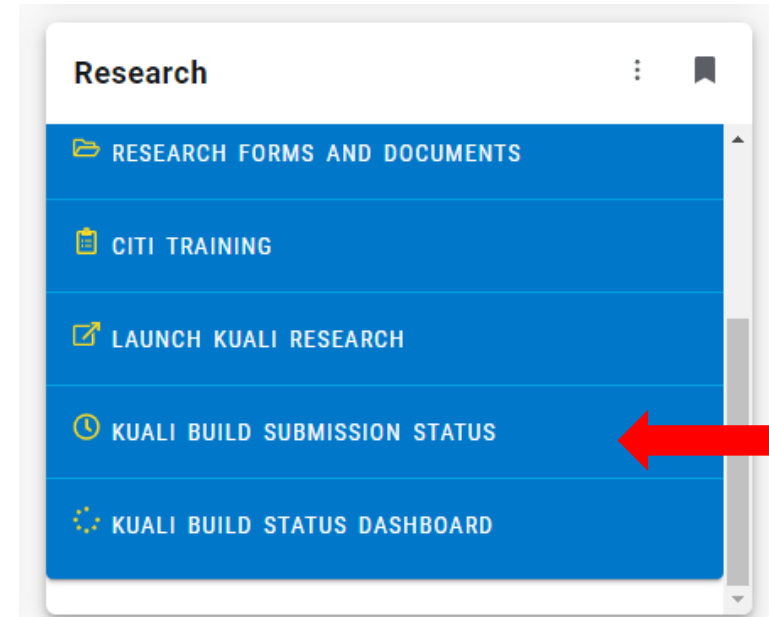 Research
RESEARCH FORMS AND DOCUMENTS
CITI TRAINING
LAUNCH KUALI RESEARCH
KUALI BUILD SUBMISSION STATUS
KUALI BUILD STATUS DASHBOARD